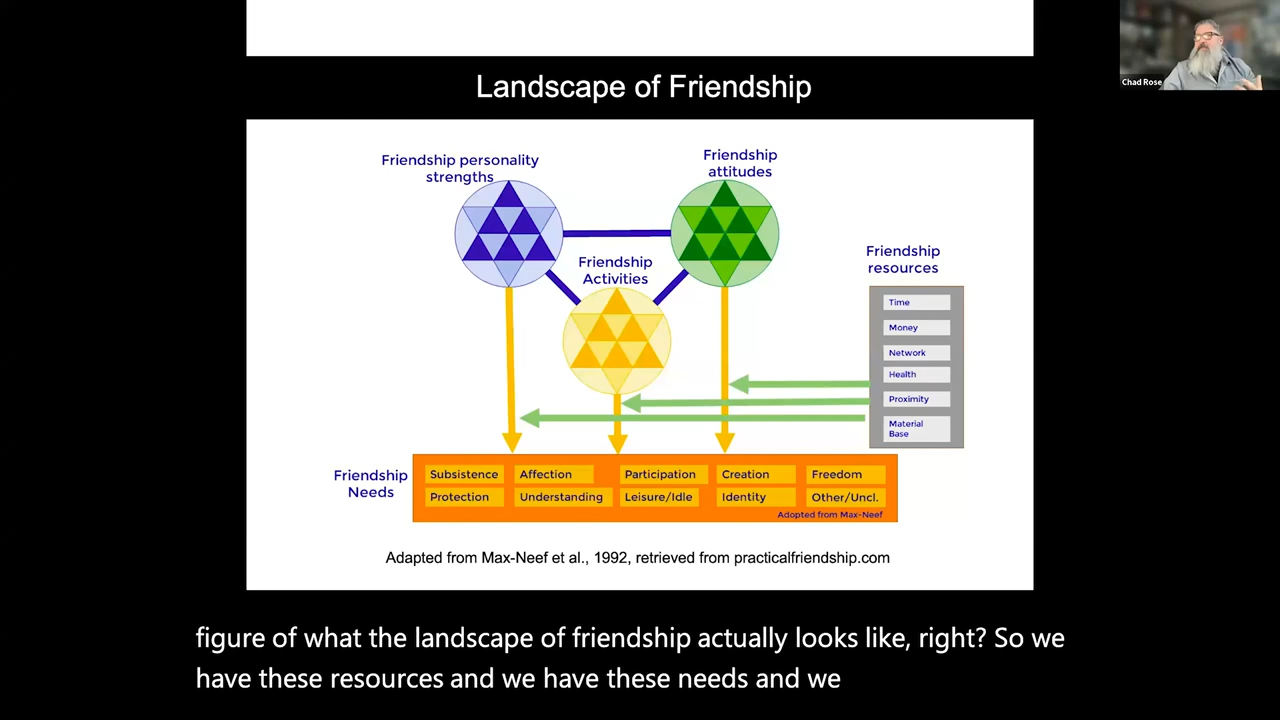 Chad Rose
Landscape of Friendship
Friendship personality
strengths
Friendship
attitudes
Friendship
Activities
Friendship
resources
Time
Money
Network
Health
Proximity
Material
Base
Friendship
Needs
Subsistence
Affection
Participation
Creation
Freedom
Protection
Understanding
Leisure/Idle
Identity
Other/Uncl.
Adopted from Max-Neef
Adapted from Max-Neef et al., 1992, retrieved from practicalfriendship.com
figure of what the landscape of friendship actually looks like, right? So we
have these resources and we have these needs and we